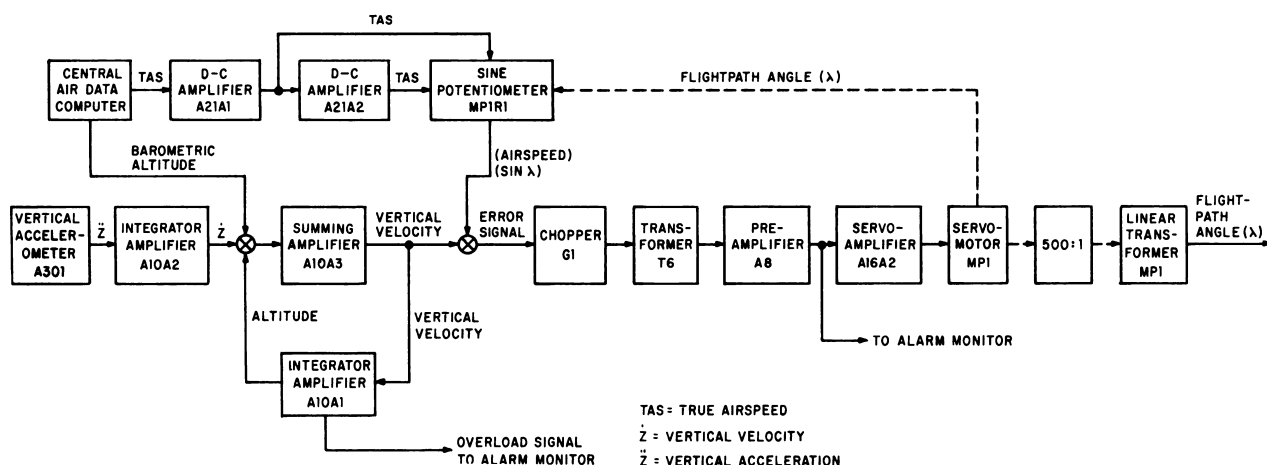 TAS
CENTRAL
AIR DATA
COMPUTER
TAS
D-C
AMPLIFIER
A21A1
D-C
AMPLIFIER
A21A2
TAS
SINE
POTENTIOMETER
MP1R1
FLIGHTPATH ANGLE (λ)
BAROMETRIC
ALTITUDE
(AIRSPEED)
(SIN λ)
VERTICAL
ACCELER-
OMETER
A301
Z̈
INTEGRATOR
AMPLIFIER
A10A2
Ż
SUMMING
AMPLIFIER
A10A3
VERTICAL
VELOCITY
ERROR
SIGNAL
CHOPPER
G1
TRANS-
FORMER
T6
PRE-
AMPLIFIER
A8
SERVO-
AMPLIFIER
A16A2
SERVO-
MOTOR
MP1
500:1
LINEAR
TRANS-
FORMER
MP1
FLIGHT-
PATH
ANGLE(λ)
ALTITUDE
VERTICAL
VELOCITY
TO ALARM MONITOR
INTEGRATOR
AMPLIFIER
A10A1
OVERLOAD SIGNAL
TO ALARM MONITOR
TAS = TRUE AIRSPEED
Ż = VERTICAL VELOCITY
Z̈ = VERTICAL ACCELERATION